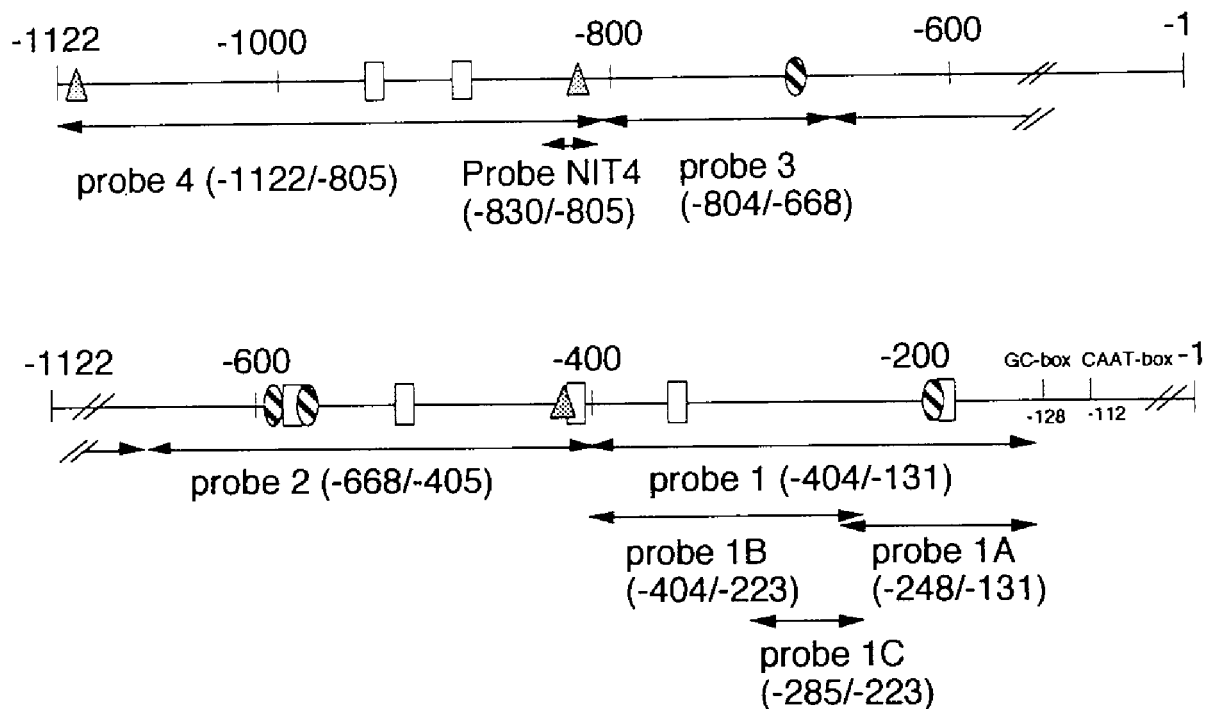 -1122 -1000 -800 -600 -1
probe 4 (-1122/-805)
Probe NIT4
(-830/-805)
probe 3
(-804/-668)
-1122 -600 -400 -200 GC-box CAAT-box -1
-128 -112
probe 2 (-668/-405)
probe 1 (-404/-131)
probe 1B
(-404/-223)
probe 1A
(-248/-131)
probe 1C
(-285/-223)